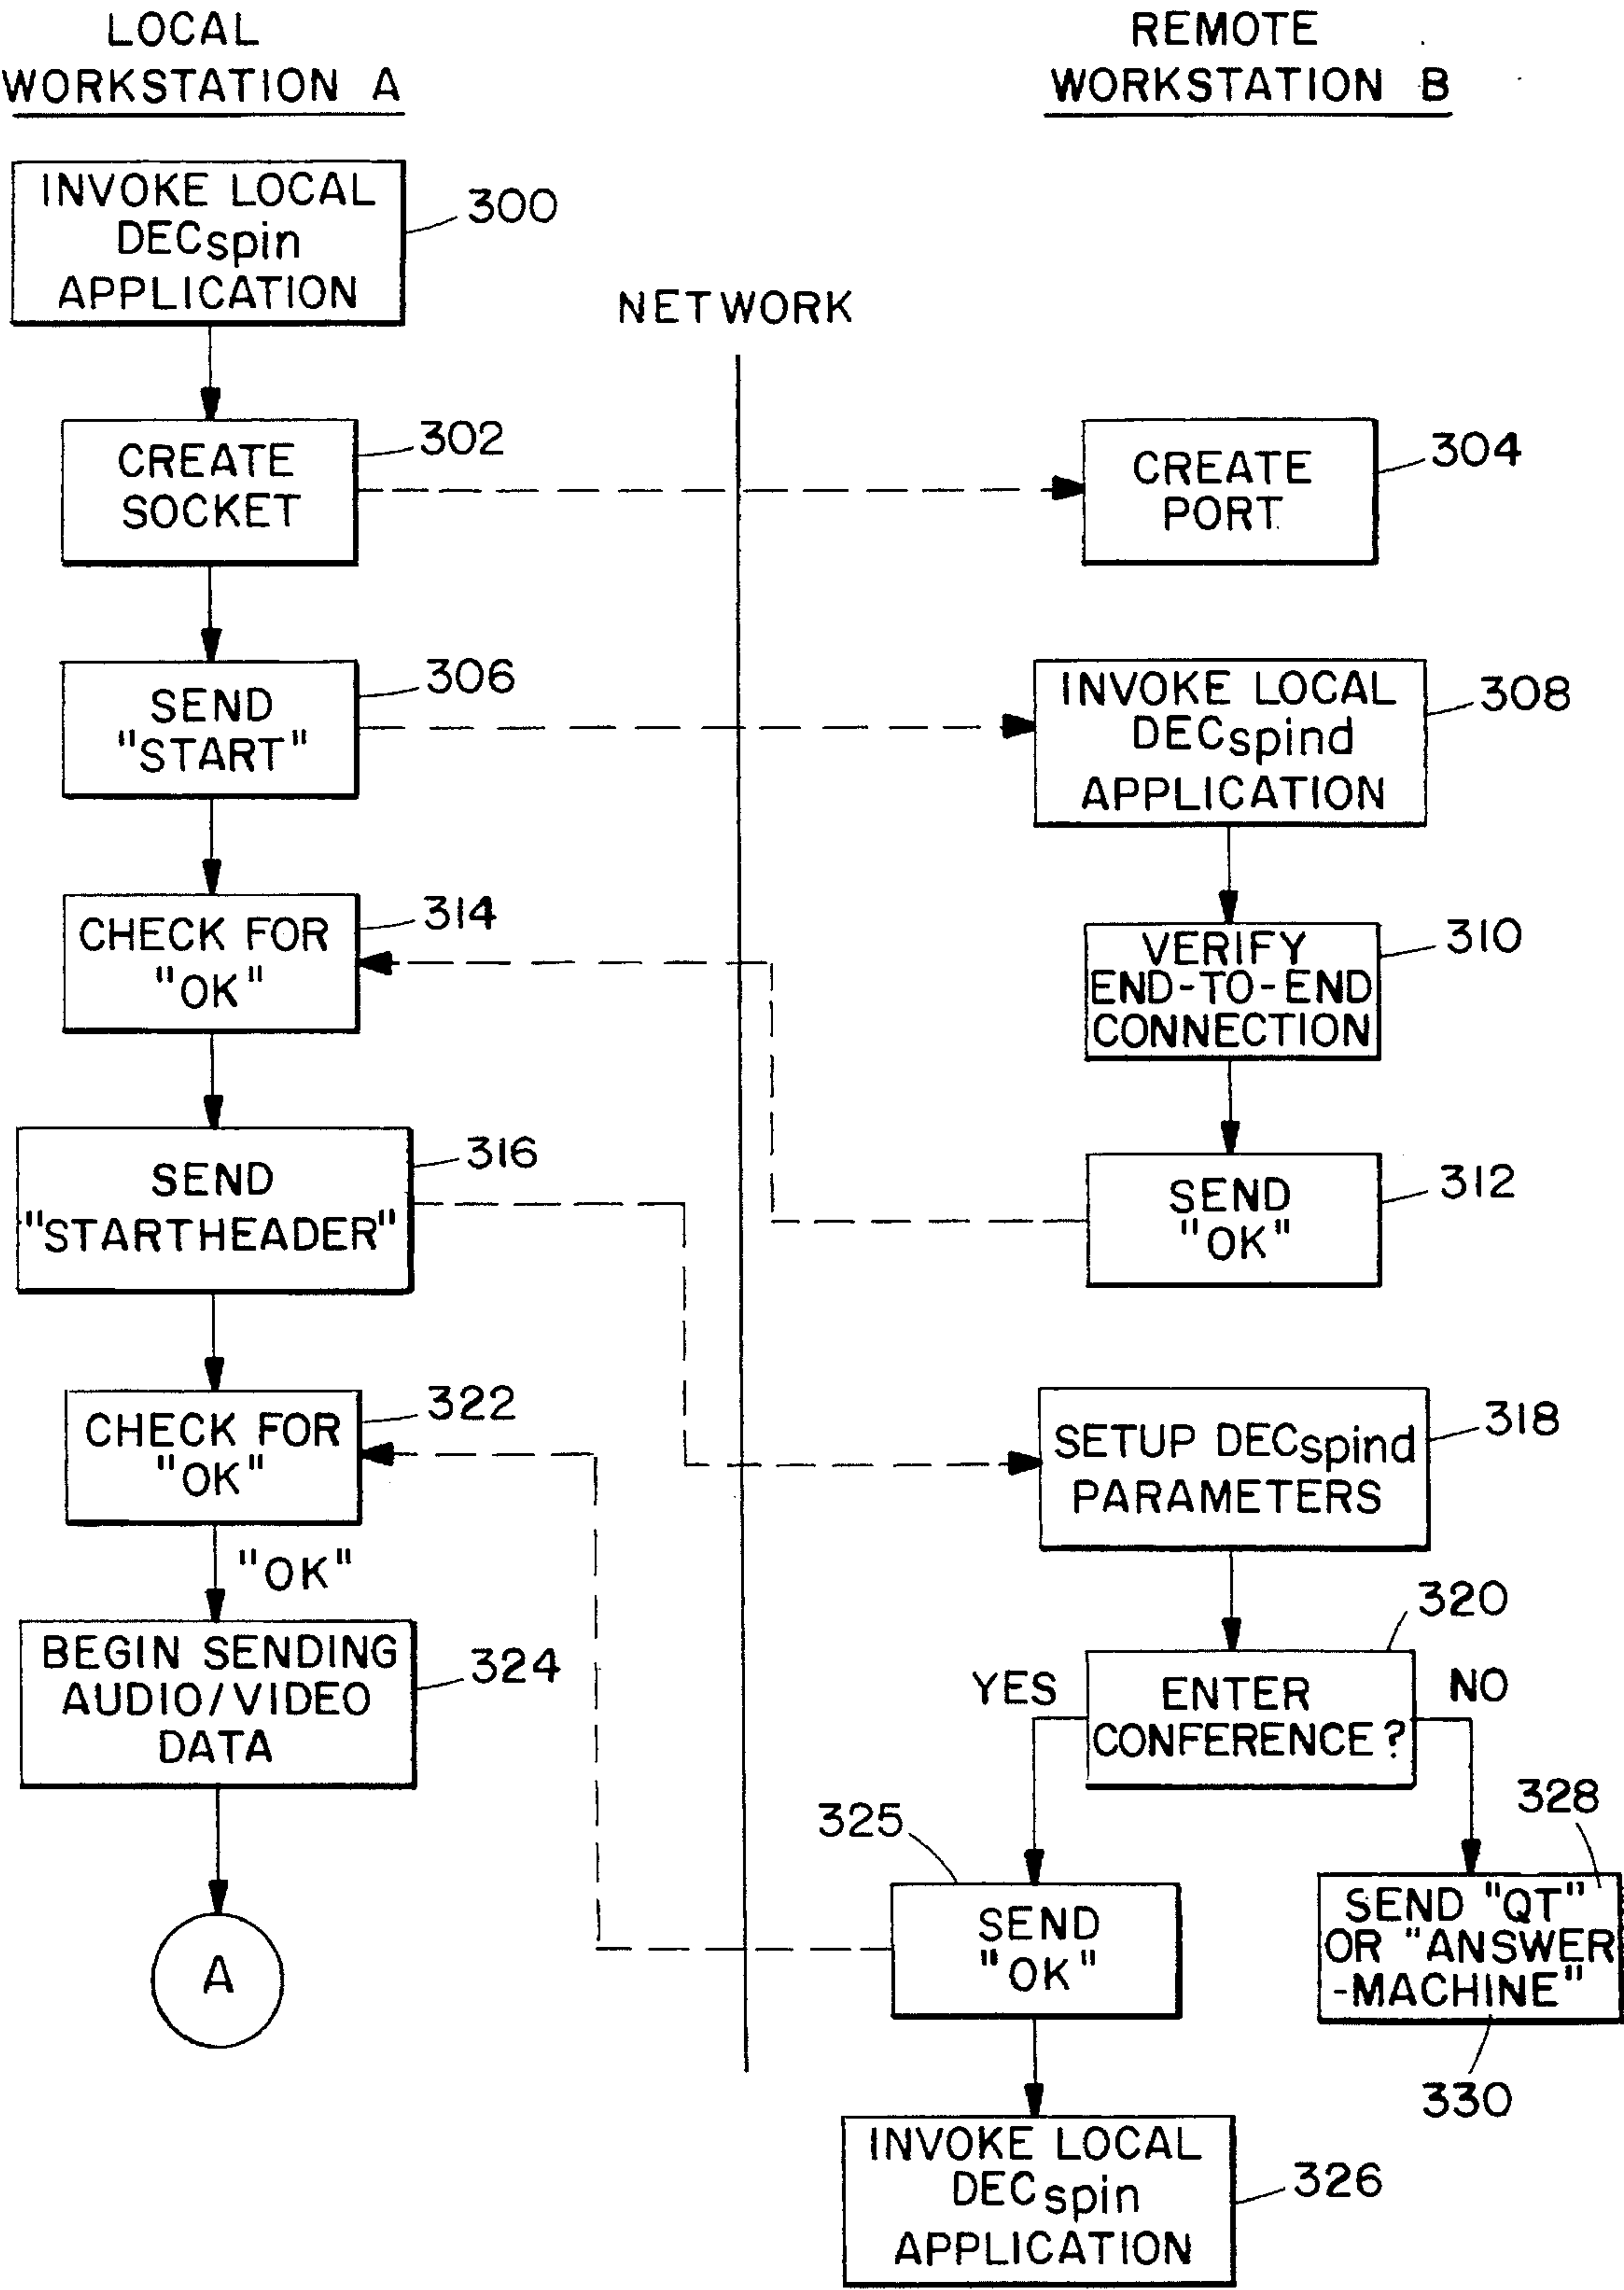 LOCAL
WORKSTATION A
REMOTE
WORKSTATION B
INVOKE LOCAL
DECspin
APPLICATION
300
NETWORK
CREATE
SOCKET
302
CREATE
PORT
304
SEND
"START"
306
INVOKE LOCAL
DECspind
APPLICATION
308
CHECK FOR
"OK"
314
VERIFY
END-TO-END
CONNECTION
310
SEND
"STARTHEADER"
316
SEND
"OK"
312
CHECK FOR
"OK"
322
SETUP DECspind
PARAMETERS
318
"OK"
BEGIN SENDING
AUDIO/VIDEO
DATA
324
320
YES
ENTER
CONFERENCE?
NO
325
328
SEND
"OK"
SEND "QT"
OR "ANSWER
-MACHINE"
330
A
INVOKE LOCAL
DECspin
APPLICATION
326